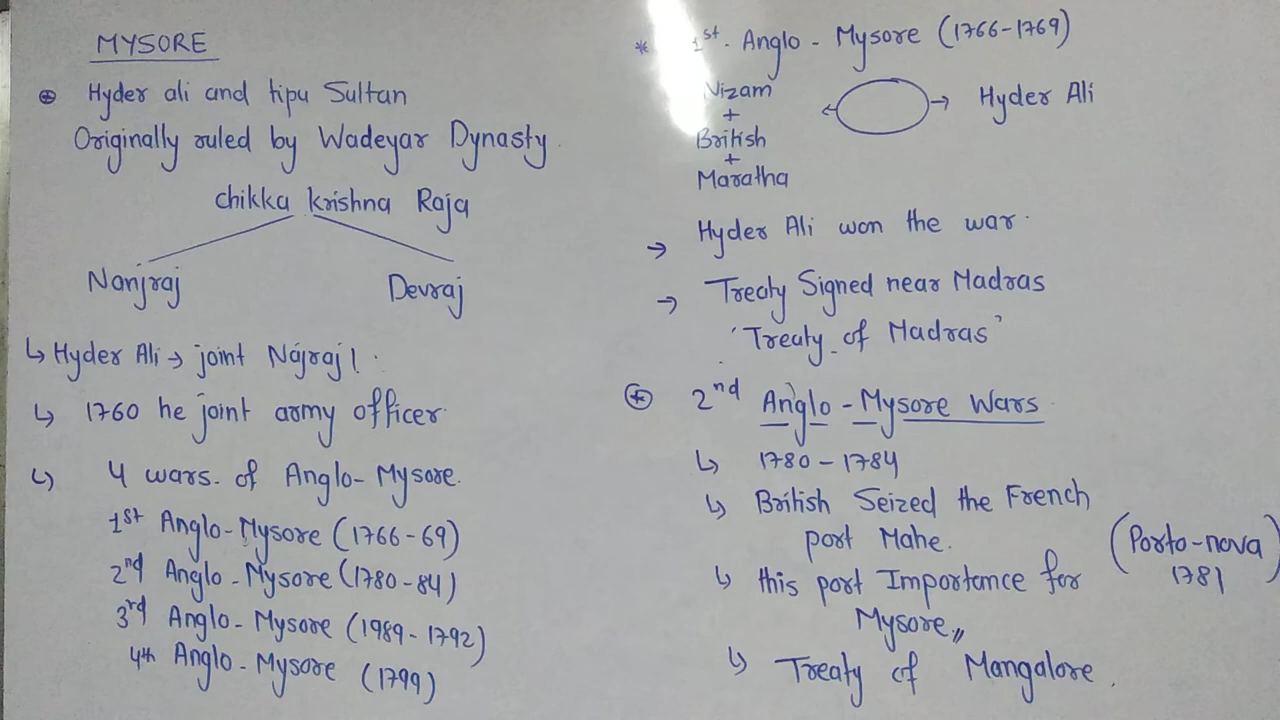 MYSORE
Hyder ali and tipu Sultan
Originally ruled by Wadeyar Dynasty.
chikka krishna Raja
Nanjraj Devraj
↳ Hyder Ali → joint Najraj!.
↳ 1760 he joint army officer.
↳ 4 wars. of Anglo-Mysore.
1st Anglo-Mysore (1766-69)
2nd Anglo-Mysore (1780-84)
3rd Anglo-Mysore (1989-1792)
4th Anglo-Mysore (1799)
* 1st. Anglo - Mysore (1766-1769)
Nizam
+
British
+
Maratha
← → Hyder Ali
→ Hyder Ali won the war.
→ Treaty Signed near Madras
'Treaty of Madras'
2nd Anglo-Mysore Wars
↳ 1780-1784
↳ British Seized the French
port Mahe.
(Porto-nova)
1781
↳ this port Importance for
Mysore,,
↳ Treaty of Mangalore.